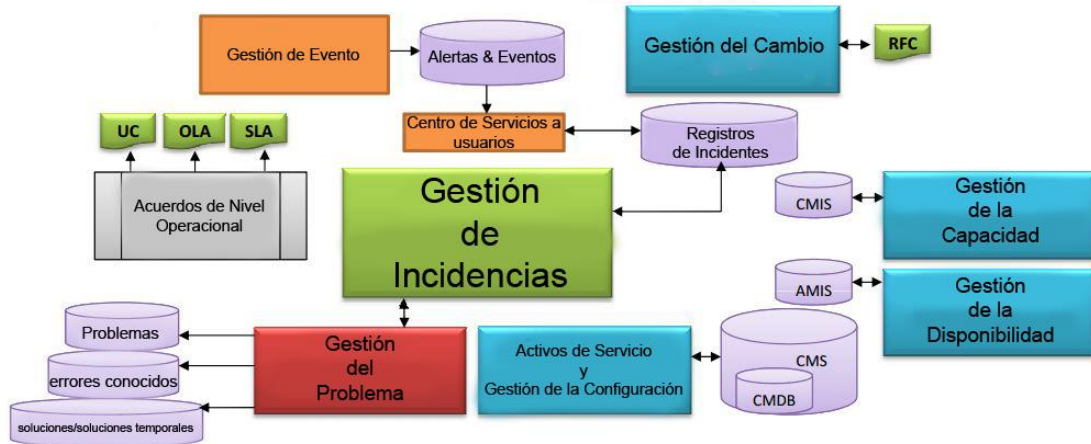 Gestión de Evento
Alertas & Eventos
Gestión del Cambio
RFC
UC
OLA
SLA
Centro de Servicios a
usuarios
Registros
de Incidentes
Acuerdos de Nivel
Operacional
Gestión
de
Incidencias
CMIS
Gestión
de la
Capacidad
AMIS
Gestión
de la
Disponibilidad
Problemas
errores conocidos
soluciones/soluciones temporales
Gestión
del
Problema
Activos de Servicio
y
Gestión de la Configuración
CMS
CMDB